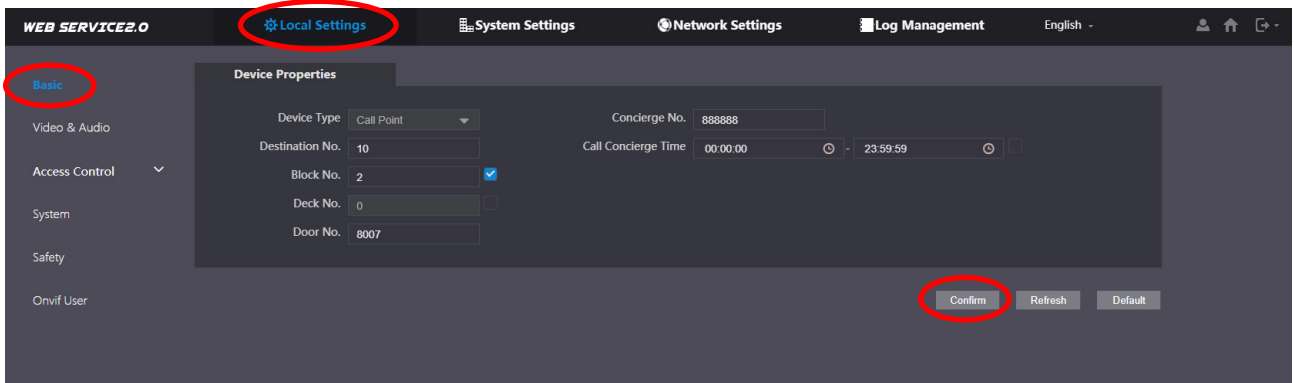 WEB SERVICE2.0 Local Settings System Settings Network Settings Log Management English
Basic
Video & Audio
Access Control
System
Safety
Onvif User
Device Properties
Device Type Call Point Concierge No. 888888
Destination No. 10 Call Concierge Time 00:00:00 - 23:59:59
Block No. 2
Deck No. 0
Door No. 8007
Confirm Refresh Default